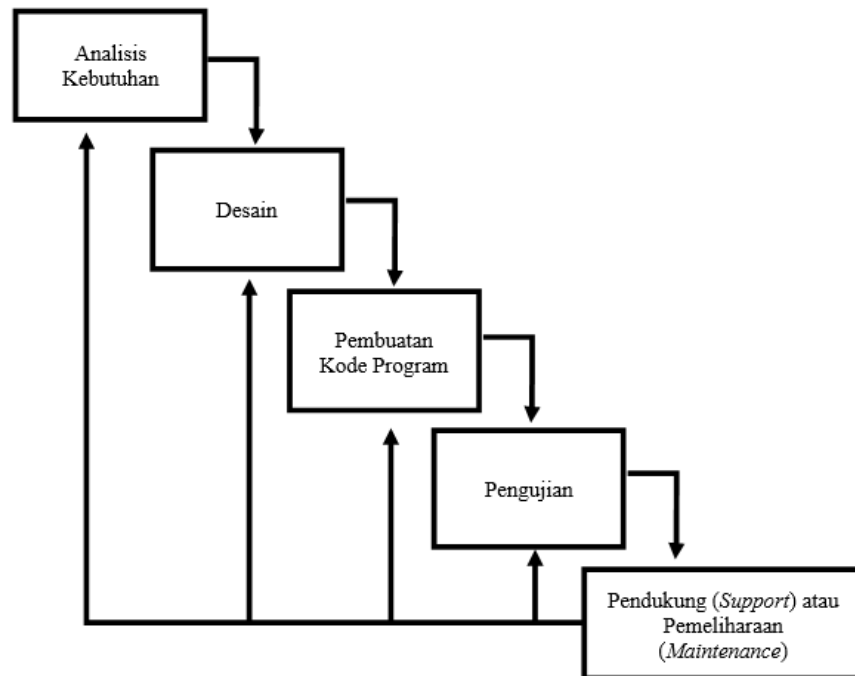 Analisis
Kebutuhan
Desain
Pembuatan
Kode Program
Pengujian
Pendukung (Support) atau
Pemeliharaan
(Maintenance)